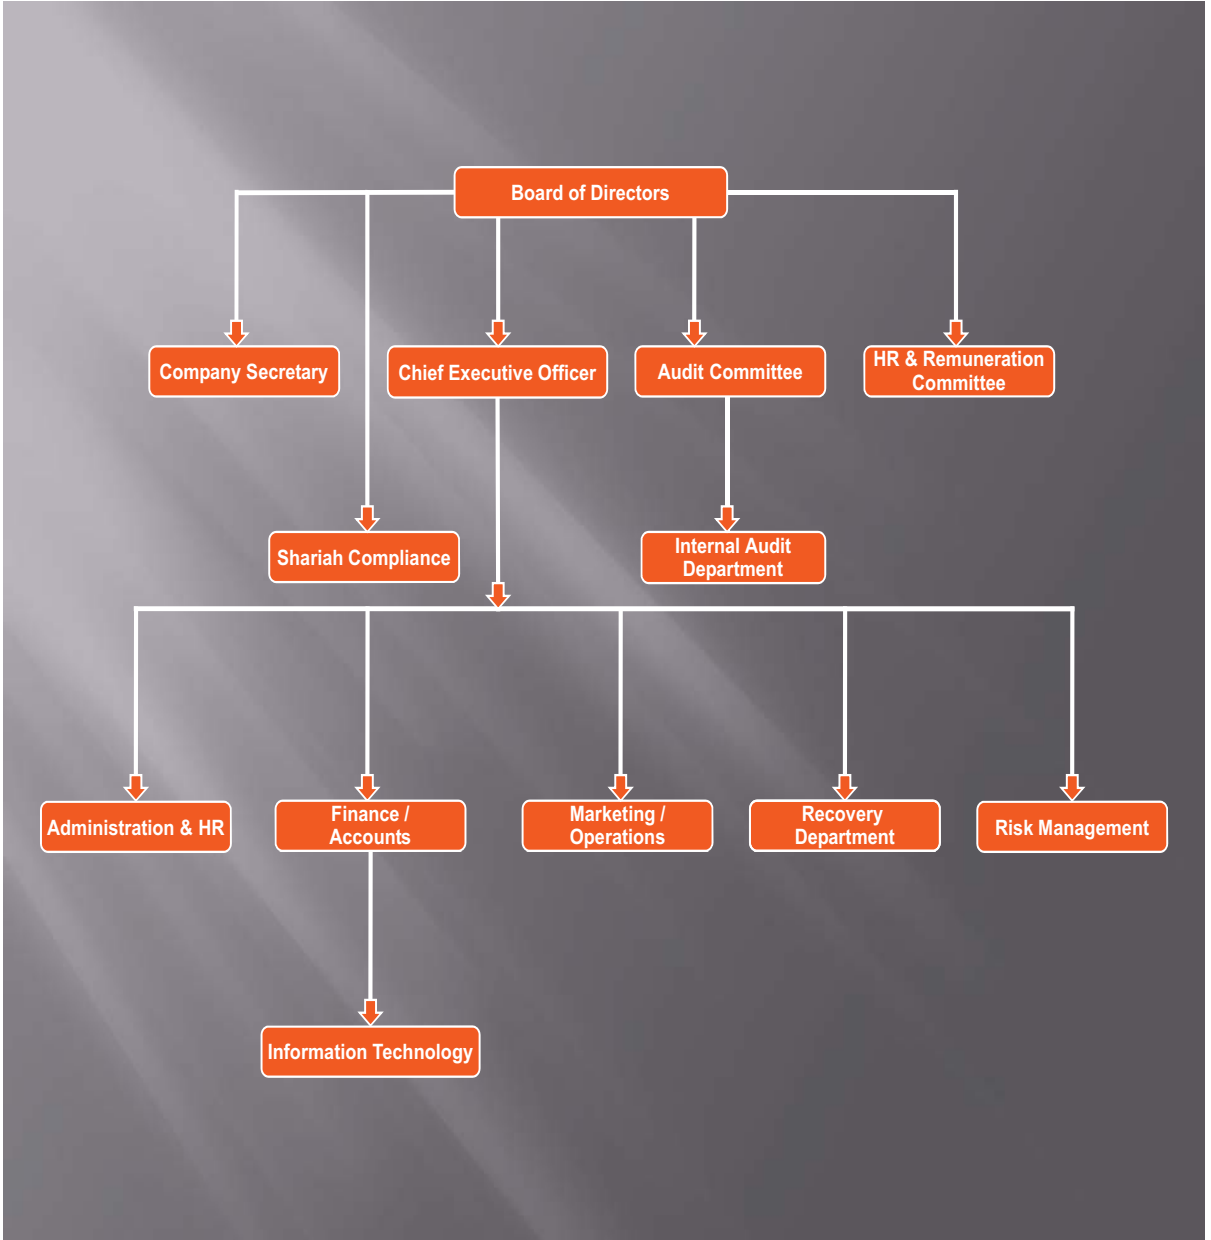 Board of Directors
Company Secretary
Chief Executive Officer
Audit Committee
HR & Remuneration
Committee
Shariah Compliance
Internal Audit
Department
Administration & HR
Finance /
Accounts
Marketing /
Operations
Recovery
Department
Risk Management
Information Technology